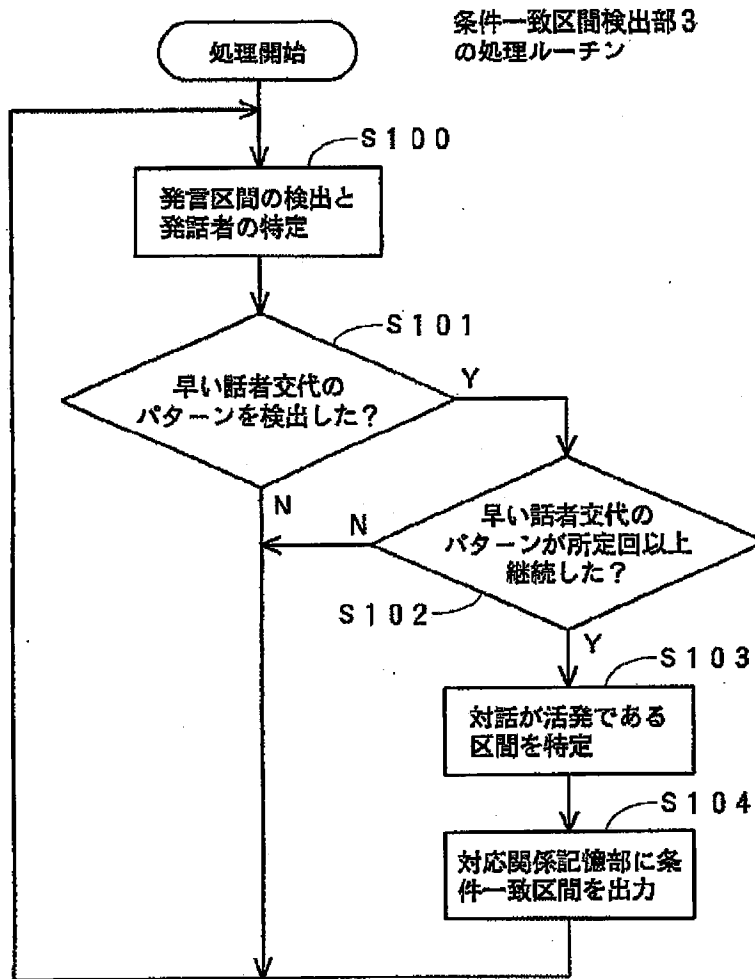 条件一致区間検出部3
の処理ルーチン
処理開始
S100
発言区間の検出と
発話者の特定
S101
早い話者交代の
パターンを検出した?
Y
N
早い話者交代の
パターンが所定回以上
継続した?
N
S102
Y
S103
対話が活発である
区間を特定
S104
対応関係記憶部に条
件一致区間を出力